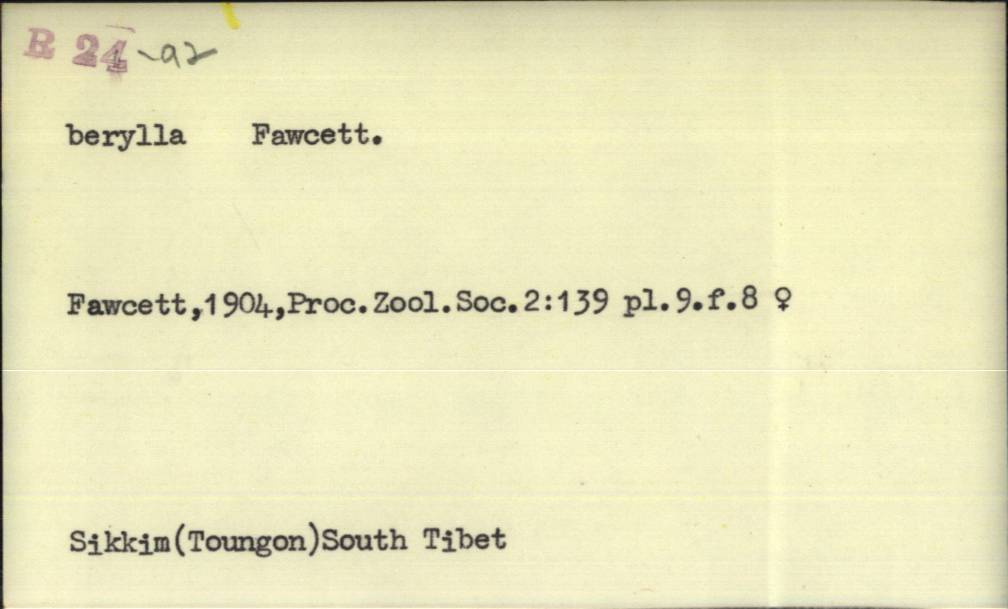 R 24 -92
berylla Fawcett.
Fawcett,1904,Proc.Zool.Soc.2:139 pl.9.f.8 ♀
Sikkim(Toungon)South Tibet